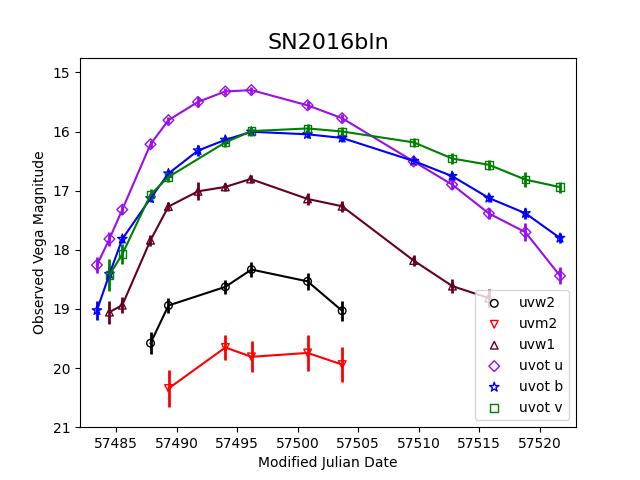 SN2016bln
Observed Vega Magnitude
15
16
17
18
19
20
21
57485 57490 57495 57500 57505 57510 57515 57520
Modified Julian Date
uvw2
uvm2
uvw1
uvot u
uvot b
uvot v